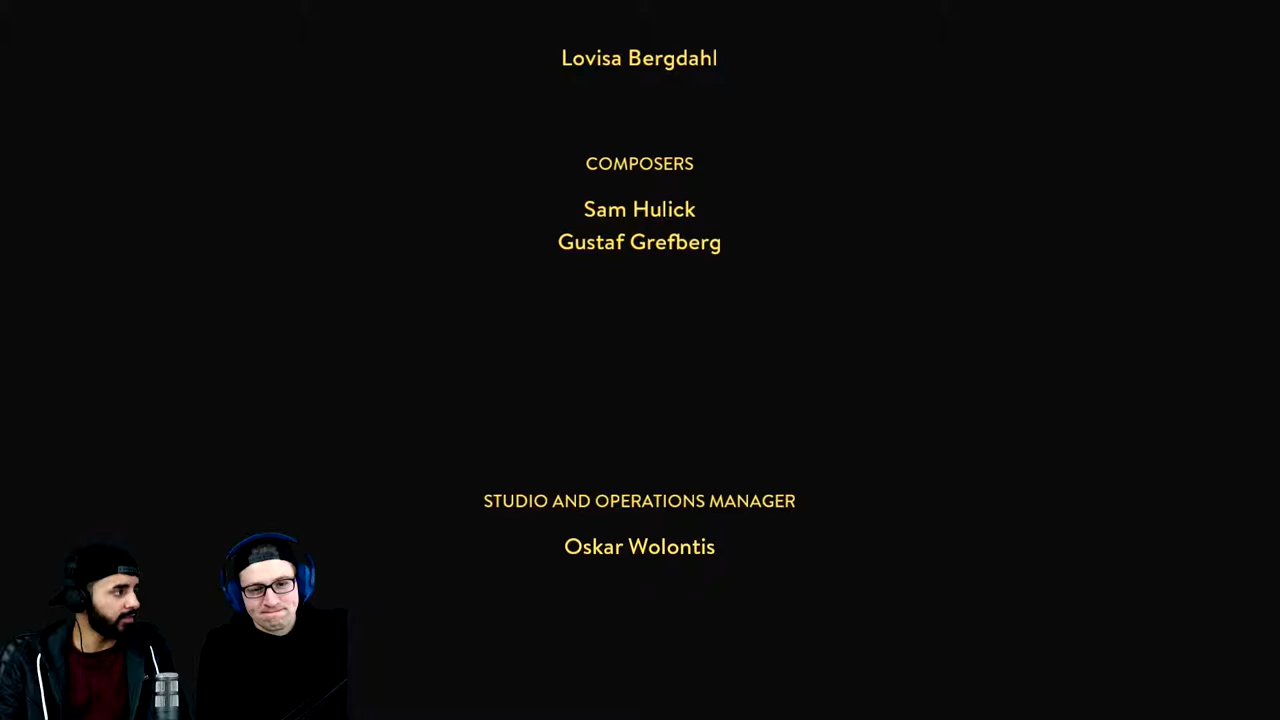 Lovisa Bergdahl
COMPOSERS
Sam Hulick
Gustaf Grefberg
STUDIO AND OPERATIONS MANAGER
Oskar Wolontis